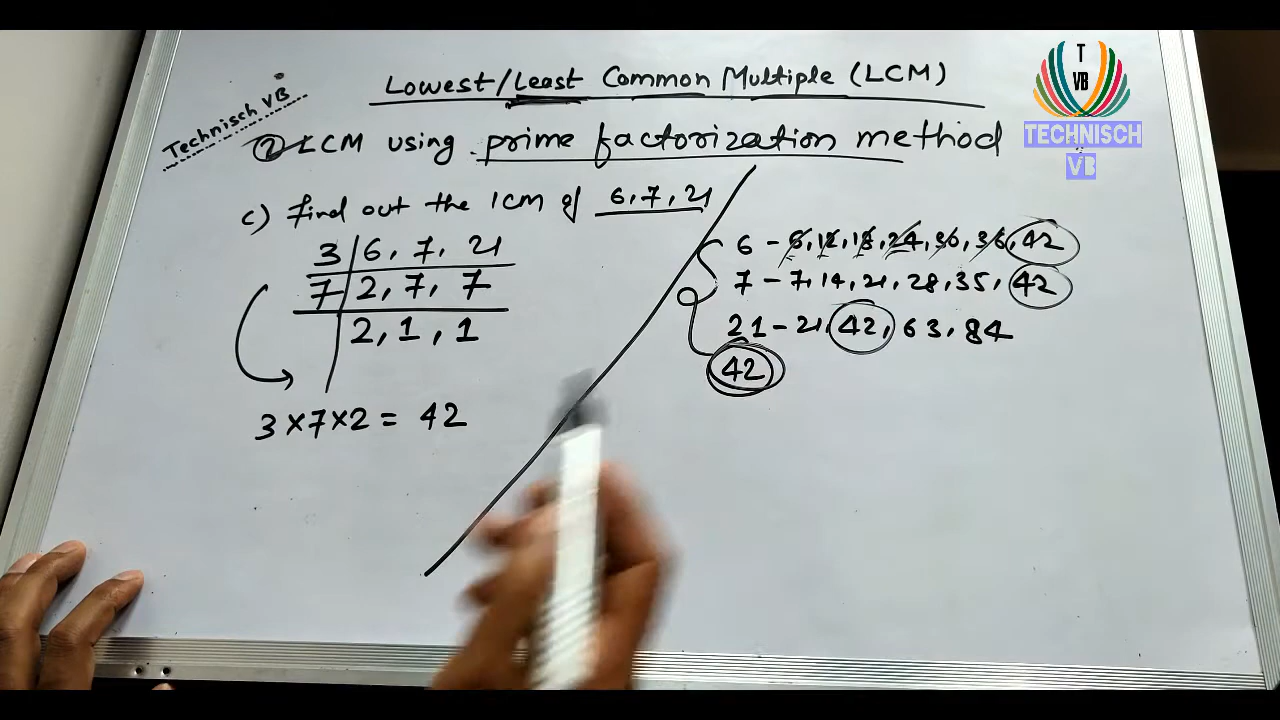 Lowest/Least Common Multiple (LCM)
Technisch VB
② LCM using prime factorization method
c) Find out the LCM of 6, 7, 21
3 | 6, 7, 21
7 | 2, 7, 7
2, 1, 1
3 × 7 × 2 = 42
6 - 6, 12, 18, 24, 30, 36, 42
7 - 7, 14, 21, 28, 35, 42
21 - 21, 42, 63, 84
42
T
VB
TECHNISCH
VB